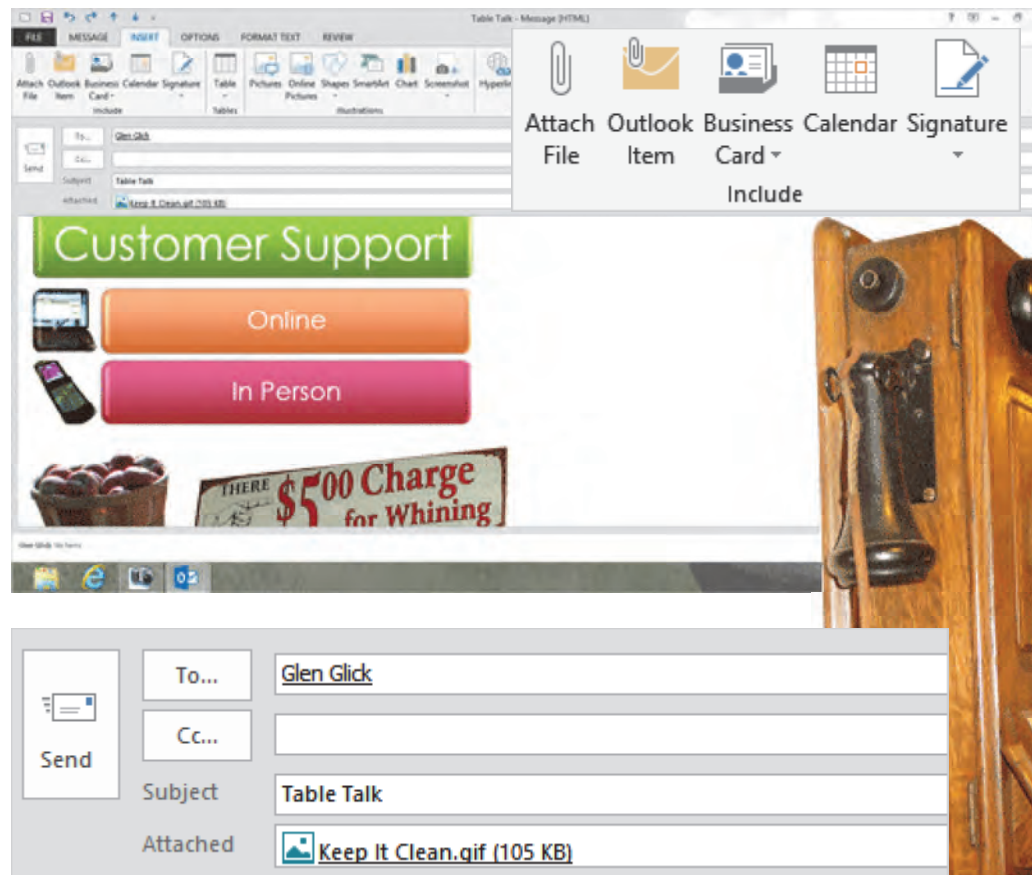 Table Talk - Message (HTML)
FILE MESSAGE INSERT OPTIONS FORMAT TEXT REVIEW
Attach Outlook Business Calendar Signature Table Pictures Online Shapes SmartArt Chart Screenshot
File Item Card Pictures
Include Tables Illustrations
Attach Outlook Business Calendar Signature
File Item Card
Include
To... Glen Glick
Cc...
Send
Subject Table Talk
Attached Keep It Clean.gif (105 KB)
Customer Support
Online
In Person
THERE $5.00 Charge
for Whining
Glen Glick No Items
To... Glen Glick
Cc...
Send
Subject Table Talk
Attached Keep It Clean.gif (105 KB)